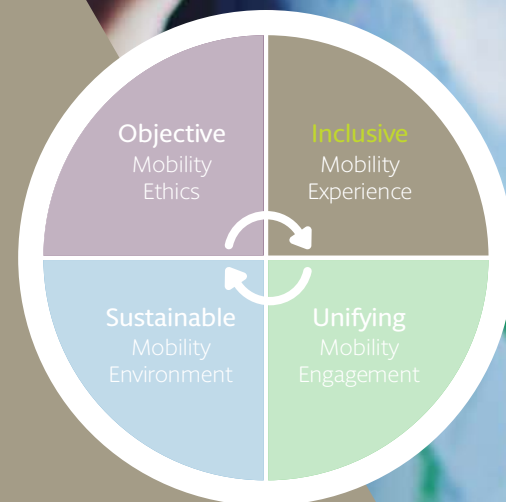 Objective
Mobility
Ethics
Inclusive
Mobility
Experience
Sustainable
Mobility
Environment
Unifying
Mobility
Engagement